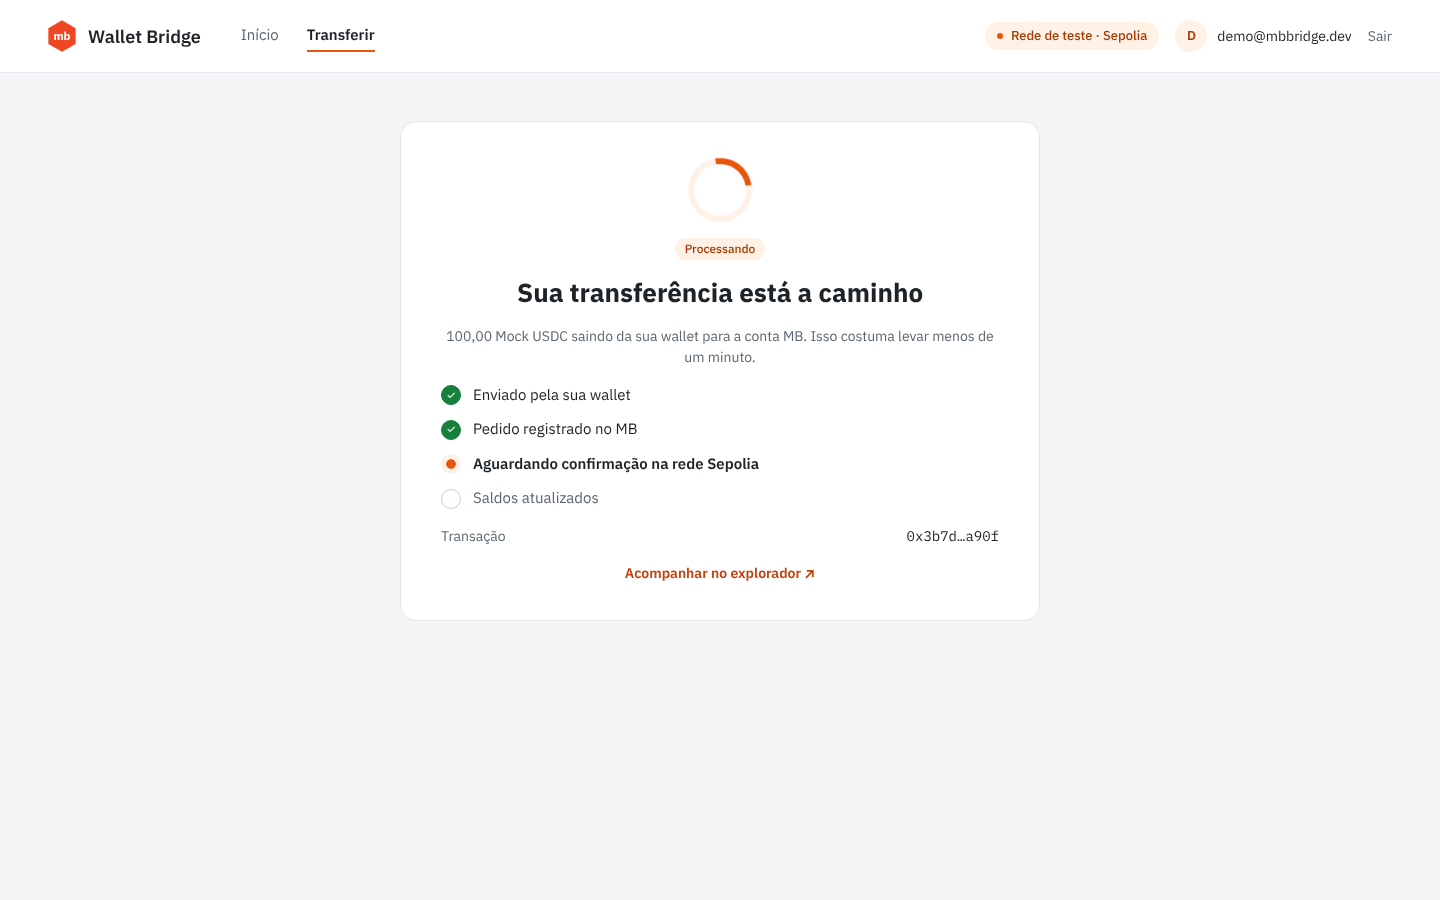 mb Wallet Bridge Início Transferir Rede de teste · Sepolia D demo@mbbridge.dev Sair
Processando
Sua transferência está a caminho
100,00 Mock USDC saindo da sua wallet para a conta MB. Isso costuma levar menos de
um minuto.
Enviado pela sua wallet
Pedido registrado no MB
Aguardando confirmação na rede Sepolia
Saldos atualizados
Transação 0x3b7d…a90f
Acompanhar no explorador ↗